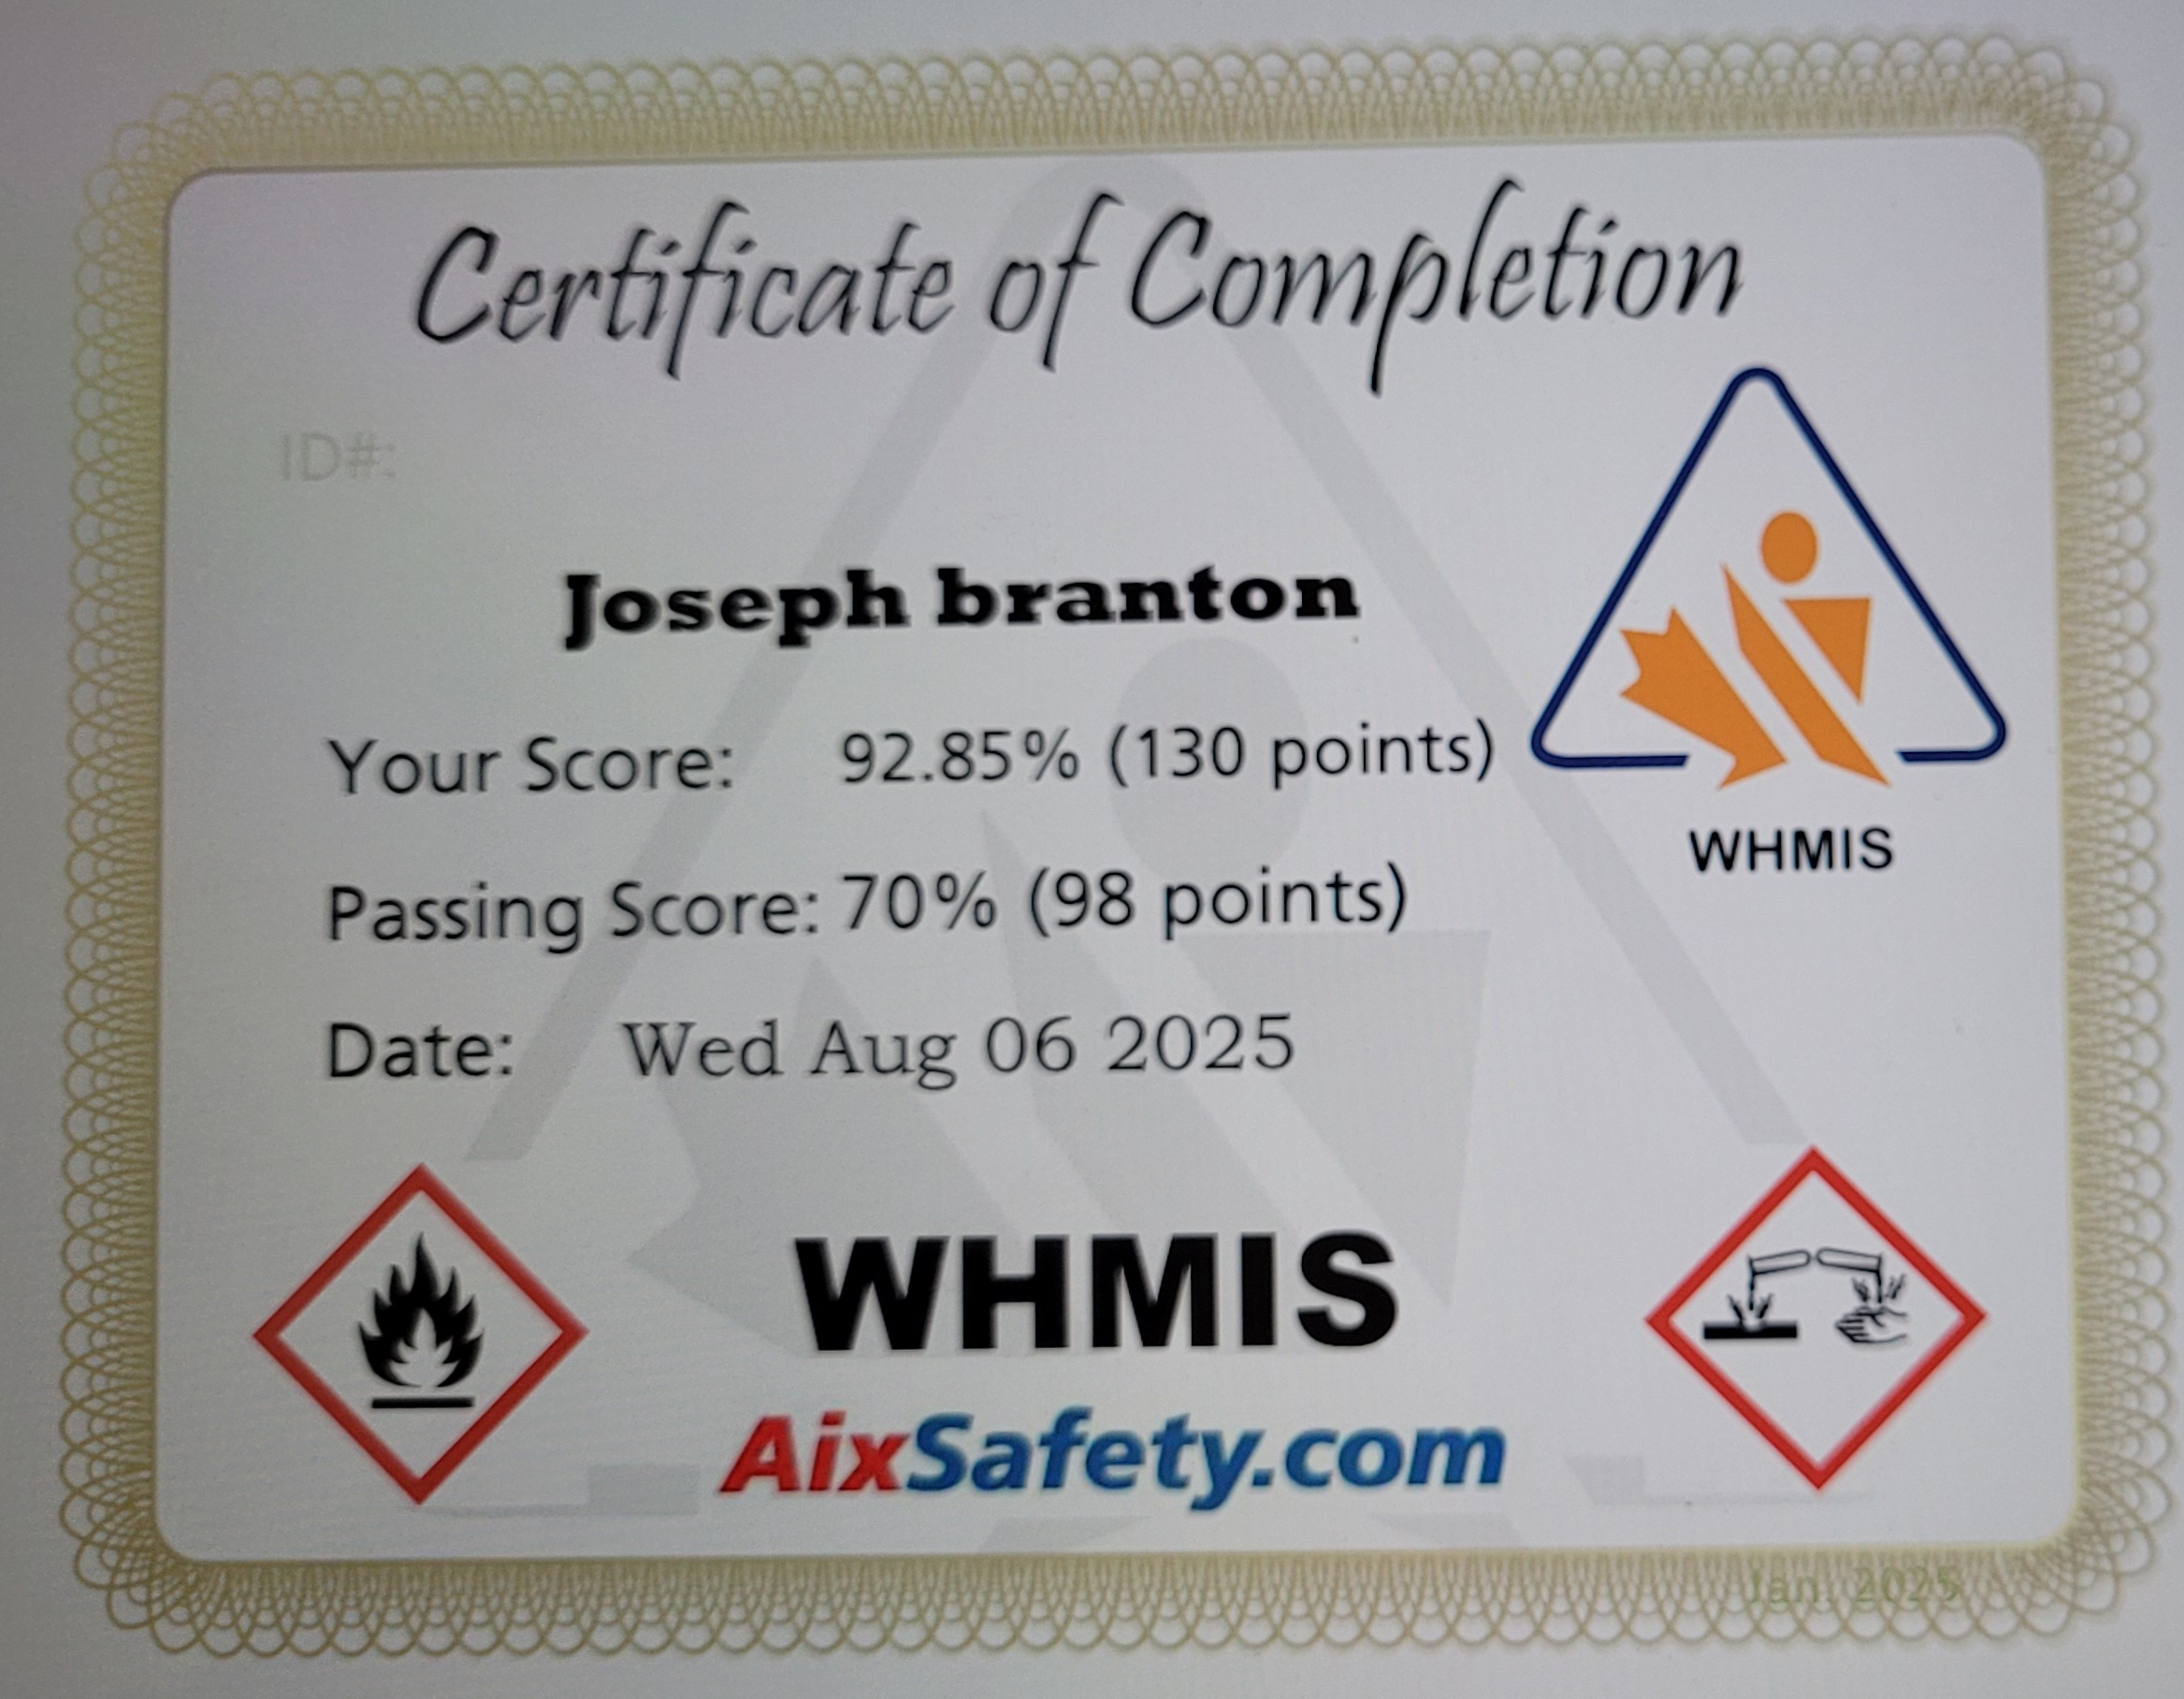 Certificate of Completion
ID#:
Joseph branton
Your Score: 92.85% (130 points)
Passing Score: 70% (98 points)
Date: Wed Aug 06 2025
WHMIS
WHMIS
AixSafety.com
Jan. 2025